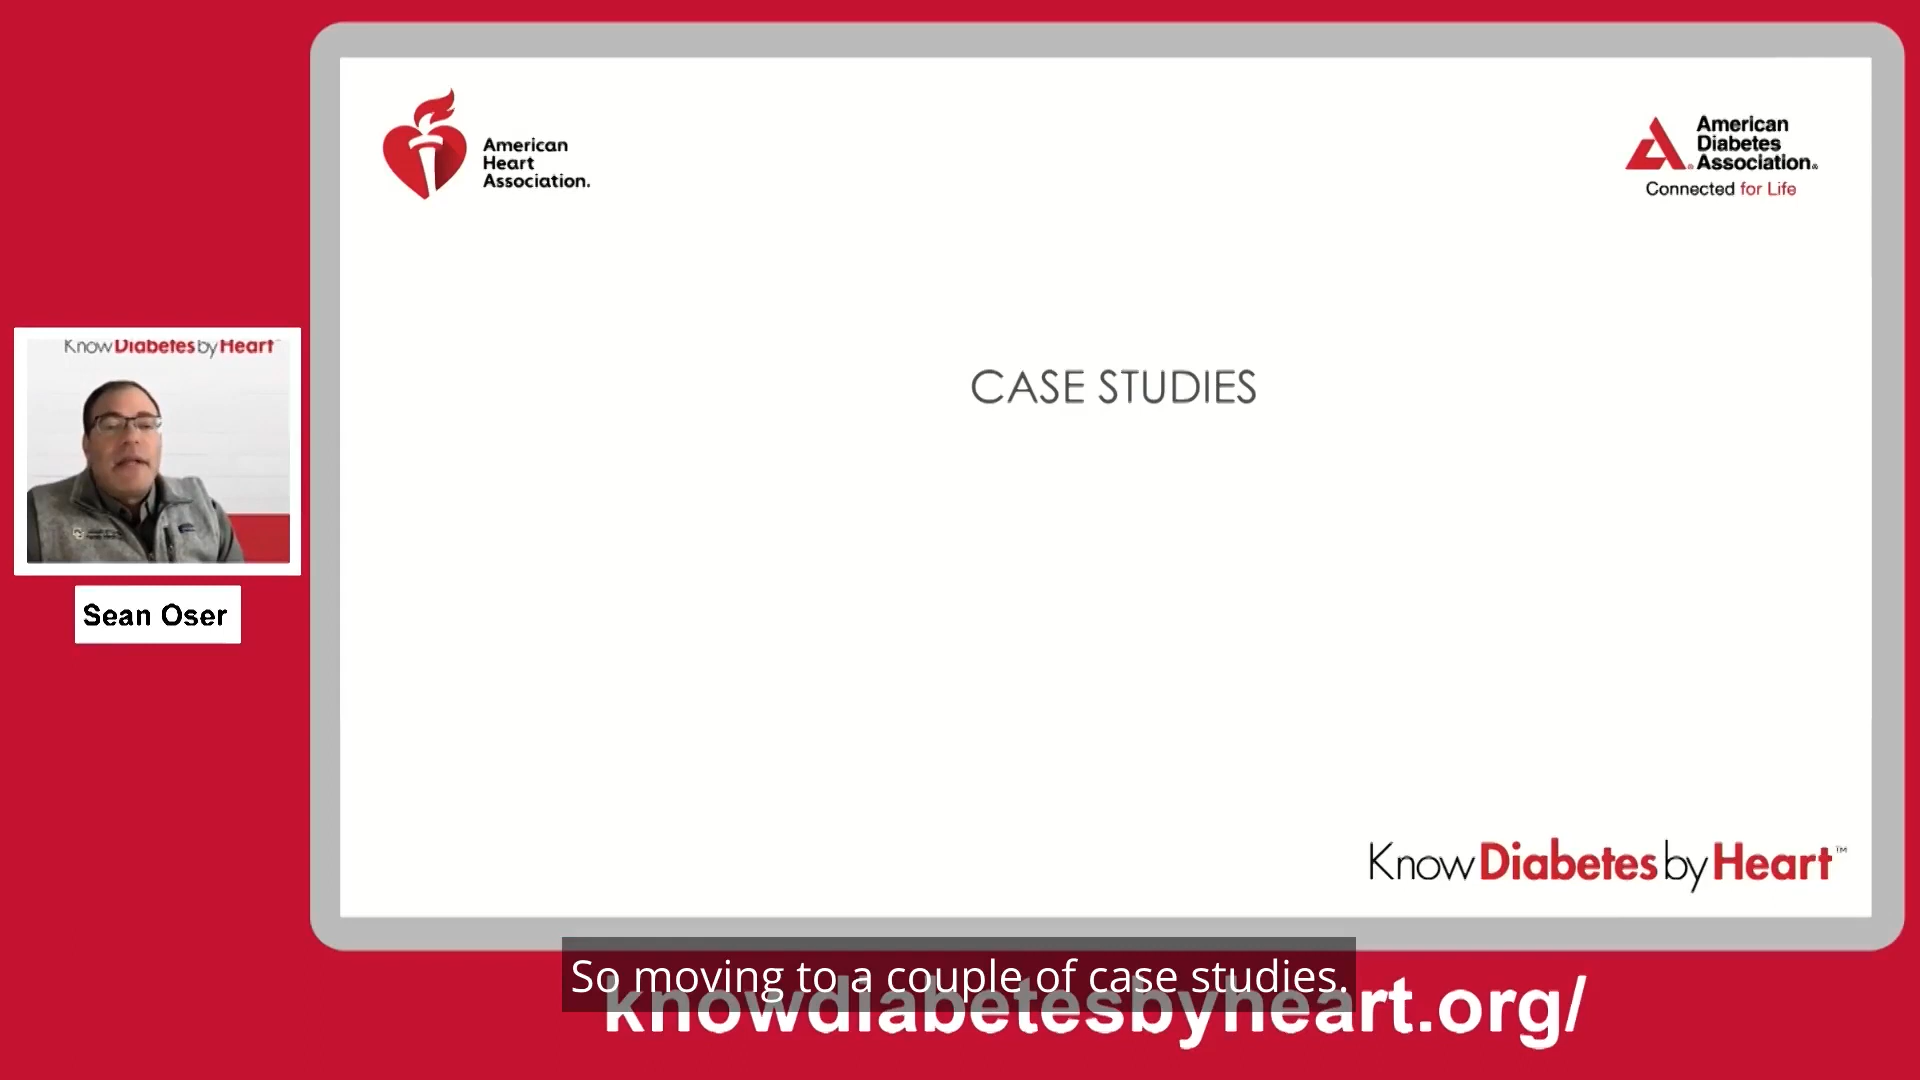 American
Heart
Association.
American
Diabetes
Association®
Connected for Life
CASE STUDIES
Know Diabetes by Heart
Sean Oser
Know Diabetes by Heart™
So moving to a couple of case studies.
knowdiabetesbyheart.org/